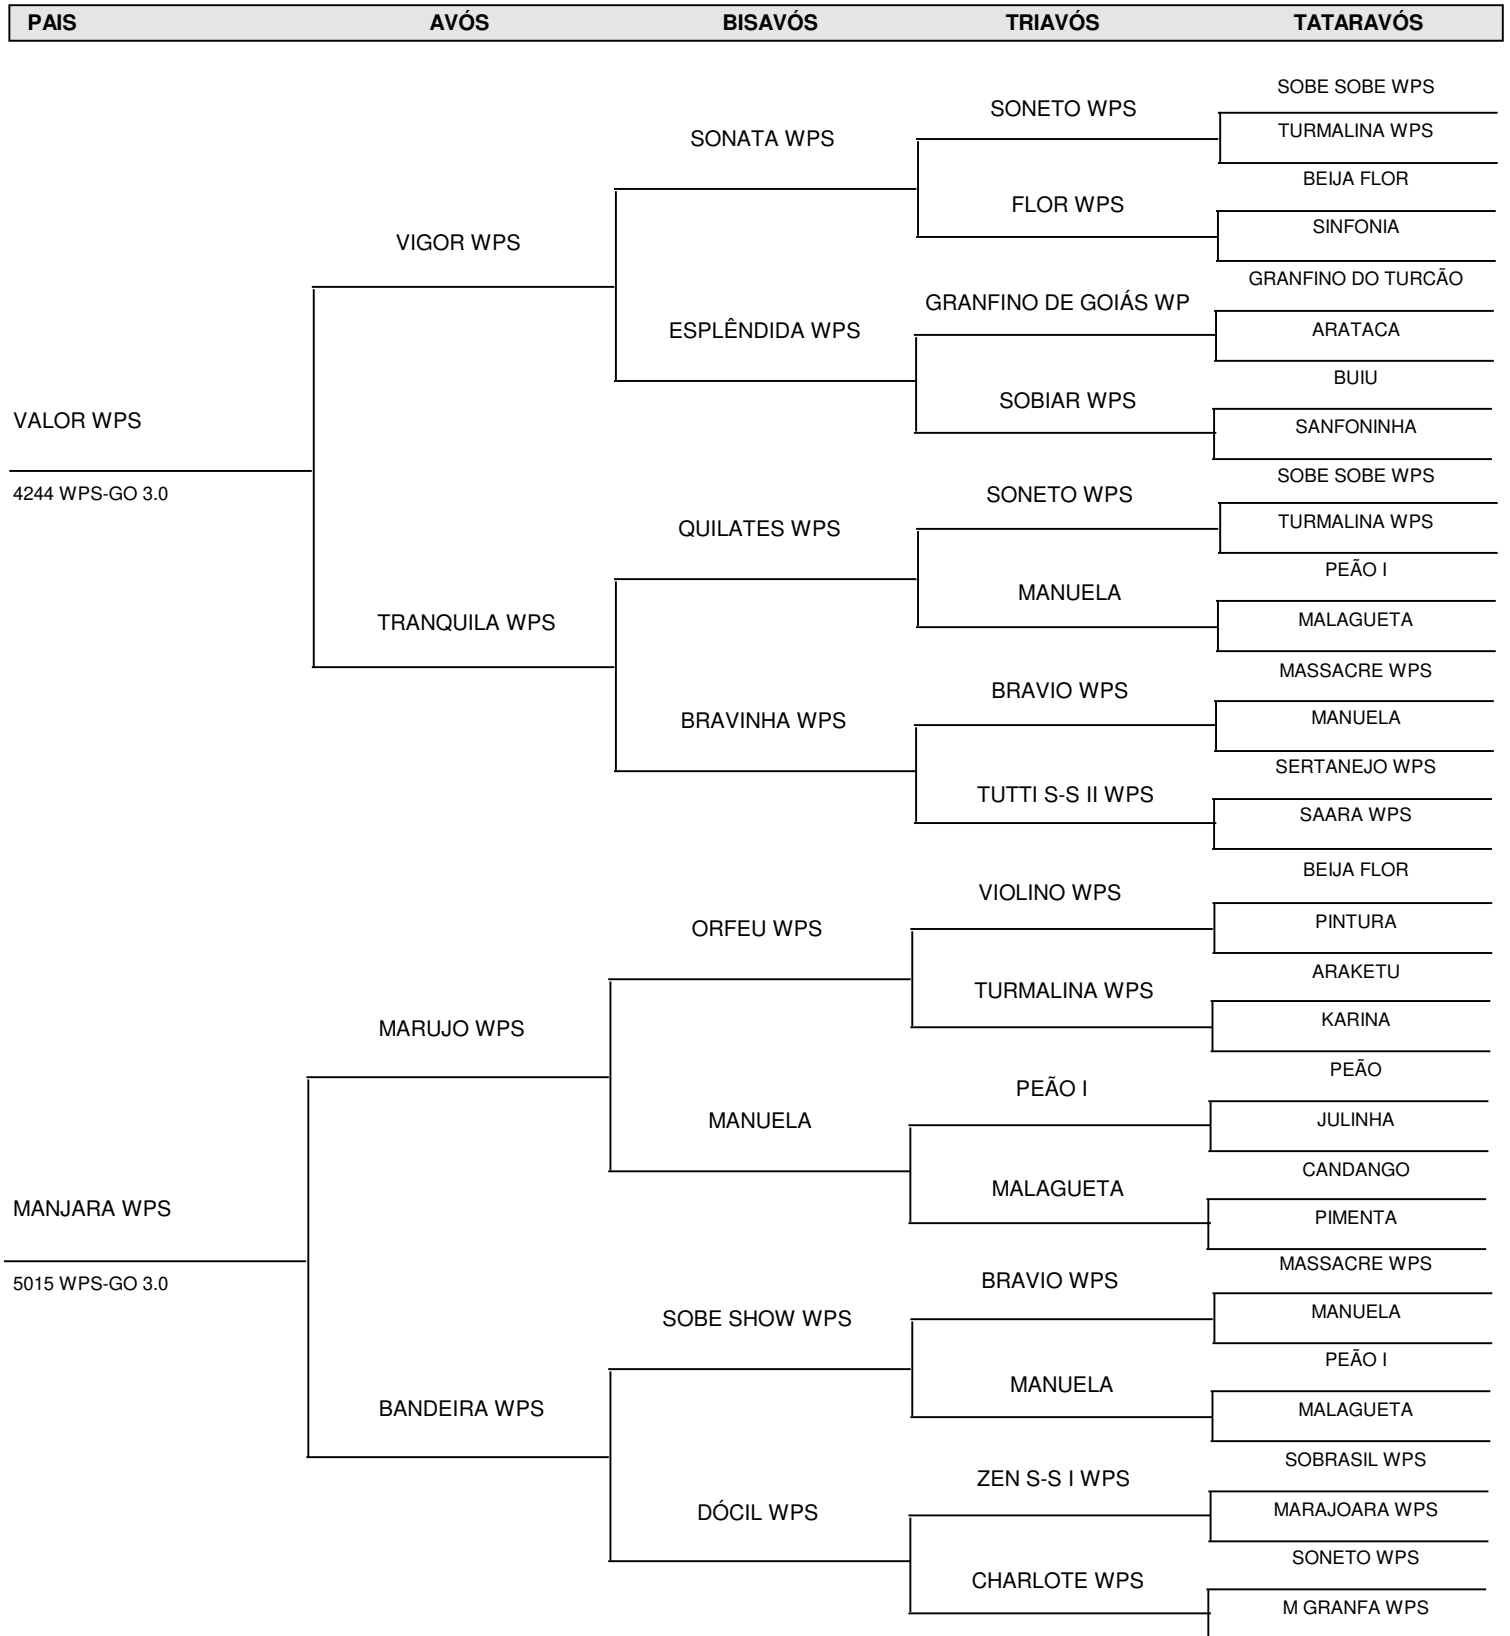 PAIS AVÓS BISAVÓS TRIAVÓS TATARAVÓS
SOBE SOBE WPS
SONETO WPS
TURMALINA WPS
SONATA WPS
BEIJA FLOR
FLOR WPS
SINFONIA
VIGOR WPS
GRANFINO DO TURCÃO
GRANFINO DE GOIÁS WP
ESPLÊNDIDA WPS
ARATACA
BUIU
SOBIAR WPS
VALOR WPS
SANFONINHA
SOBE SOBE WPS
4244 WPS-GO 3.0
SONETO WPS
TURMALINA WPS
QUILATES WPS
PEÃO I
MANUELA
MALAGUETA
TRANQUILA WPS
MASSACRE WPS
BRAVIO WPS
MANUELA
BRAVINHA WPS
SERTANEJO WPS
TUTTI S-S II WPS
SAARA WPS
BEIJA FLOR
VIOLINO WPS
PINTURA
ORFEU WPS
ARAKETU
TURMALINA WPS
KARINA
MARUJO WPS
PEÃO
PEÃO I
JULINHA
MANUELA
CANDANGO
MALAGUETA
MANJARA WPS
PIMENTA
MASSACRE WPS
5015 WPS-GO 3.0
BRAVIO WPS
MANUELA
SOBE SHOW WPS
PEÃO I
MANUELA
BANDEIRA WPS
MALAGUETA
SOBRASIL WPS
ZEN S-S I WPS
MARAJOARA WPS
DÓCIL WPS
SONETO WPS
CHARLOTE WPS
M GRANFA WPS